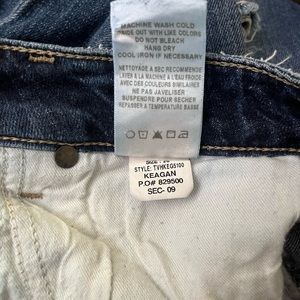 MACHINE WASH COLD
INSIDE OUT WITH LIKE COLORS
DO NOT BLEACH
HANG DRY
COOL IRON IF NECESSARY
NETTOYAGE A SEC RECOMMENDE
LAVER A LA MACHINE A L'EAU FROIDE
AVEC DES COULEURS SIMILAIRES
NE PAS JAVELISER
SUSPENDRE POUR SECHER
REPASSER A TEMPERATURE BASSE
SIZE:
STYLE: TVHKEG5100
KEAGAN
P.O# 829500
SEC- 09